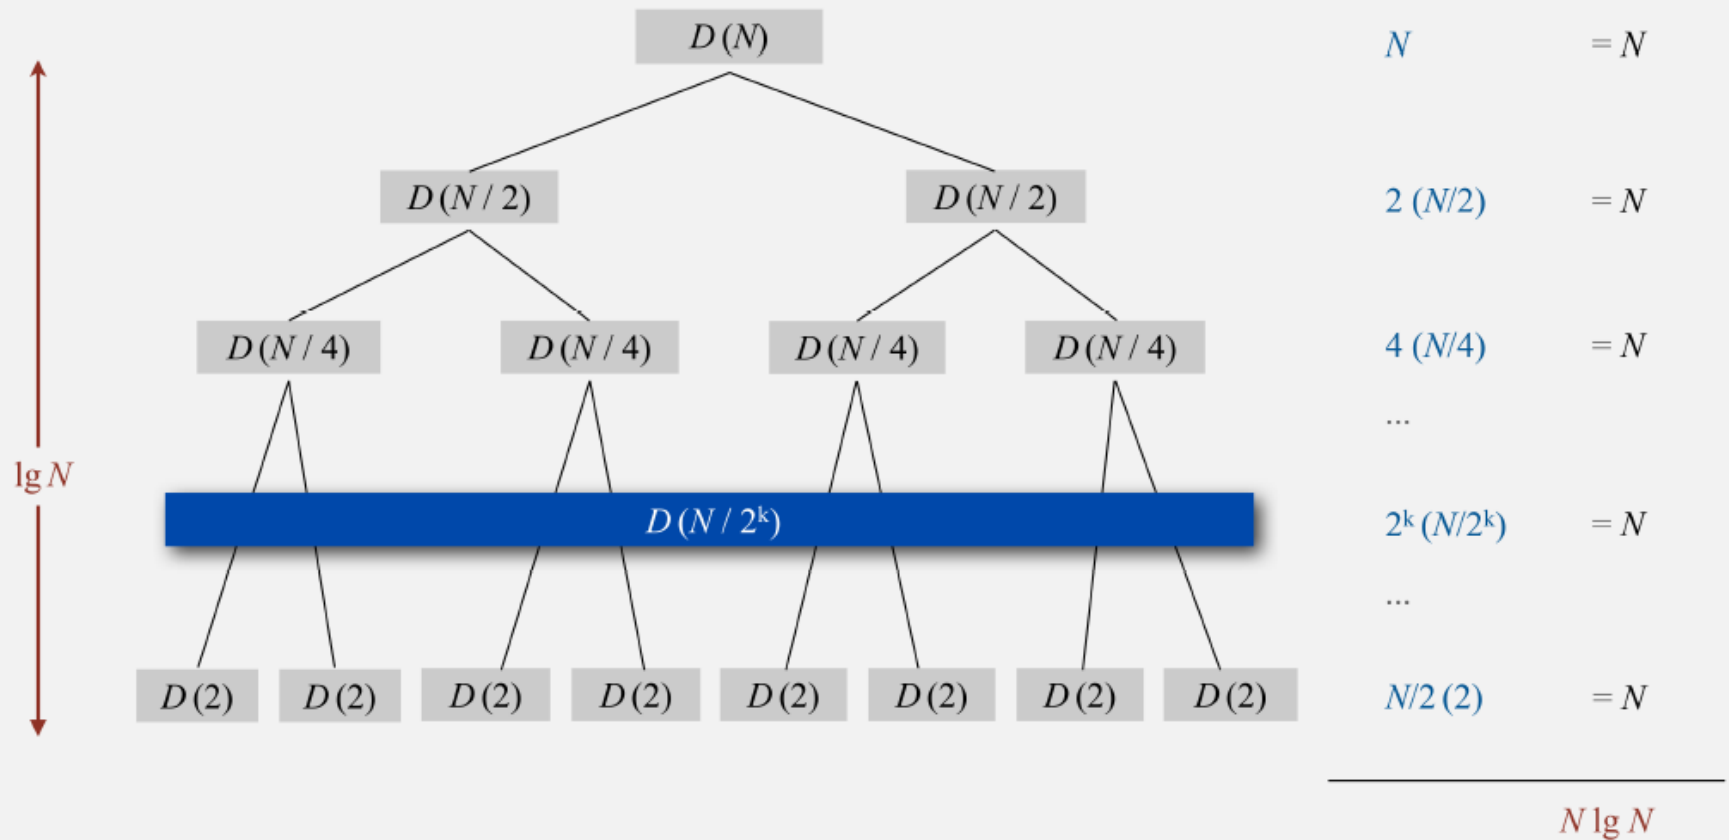 D (N) N = N
D (N / 2) D (N / 2) 2 (N/2) = N
D (N / 4) D (N / 4) D (N / 4) D (N / 4) 4 (N/4) = N
...
lg N
D (N / 2ᵏ) 2ᵏ (N/2ᵏ) = N
...
D (2) D (2) D (2) D (2) D (2) D (2) D (2) D (2) N/2 (2) = N
N lg N